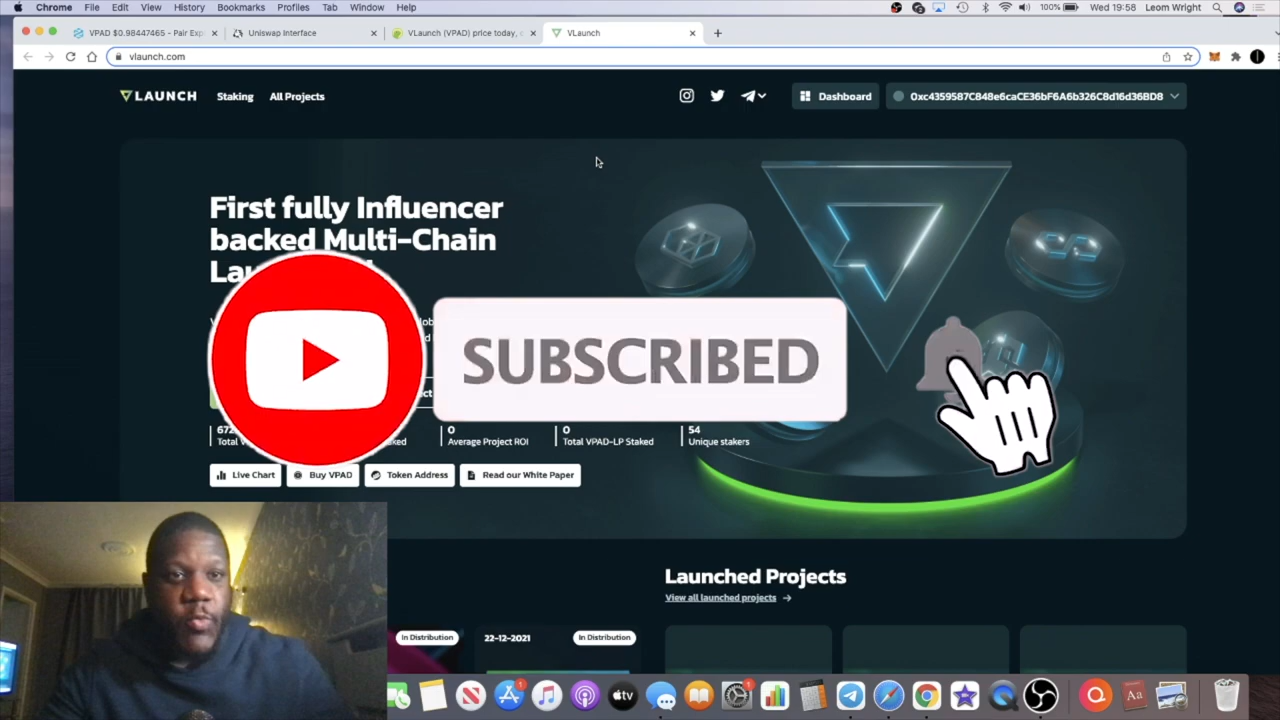 Chrome File Edit View History Bookmarks Profiles Tab Window Help 100% Wed 19:58 Leom Wright
VPAD $0.98447465 - Pair Exp Uniswap Interface VLaunch (VPAD) price today, VLaunch
vlaunch.com
VLAUNCH Staking All Projects Dashboard 0xc4359587C848e6caCE36bF6A6b326C8d16d36BD8
First fully Influencer
backed Multi-Chain
SUBSCRIBED
672 0 0 54
Average Project ROI Total VPAD-LP Staked Unique stakers
Live Chart Buy VPAD Token Address Read our White Paper
Launched Projects
View all launched projects
In Distribution 22-12-2021 In Distribution